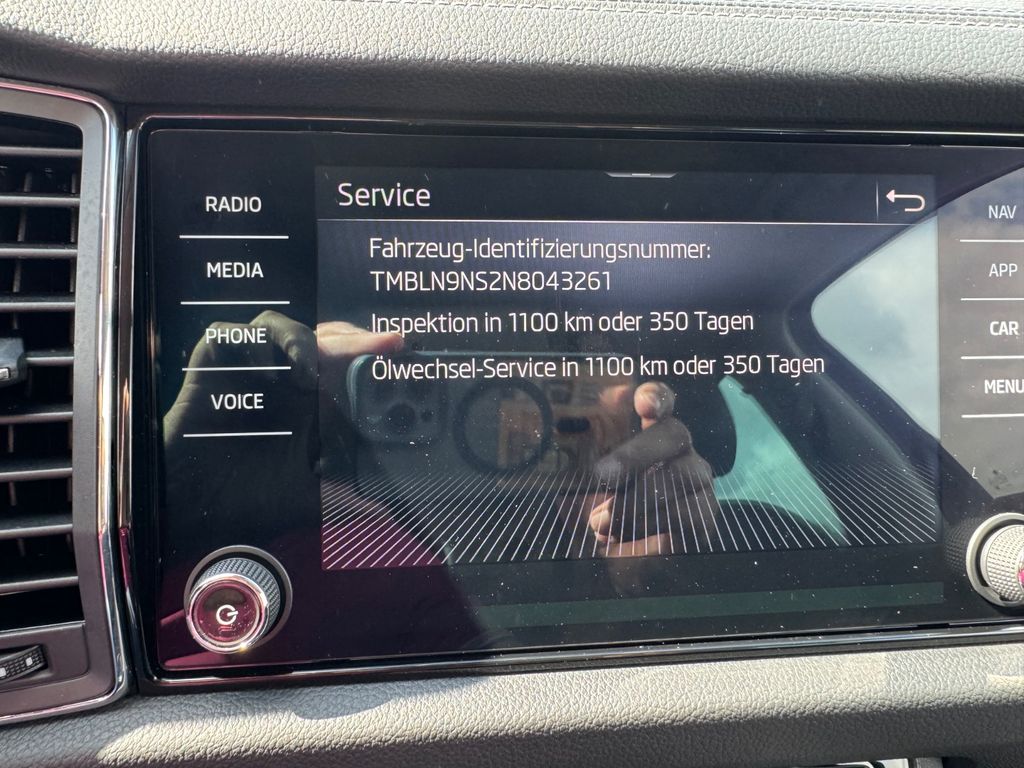 Service
Fahrzeug-Identifizierungsnummer:
TMBLN9NS2N8043261
Inspektion in 1100 km oder 350 Tagen
Ölwechsel-Service in 1100 km oder 350 Tagen
RADIO
MEDIA
PHONE
VOICE
NAV
APP
CAR
MENU